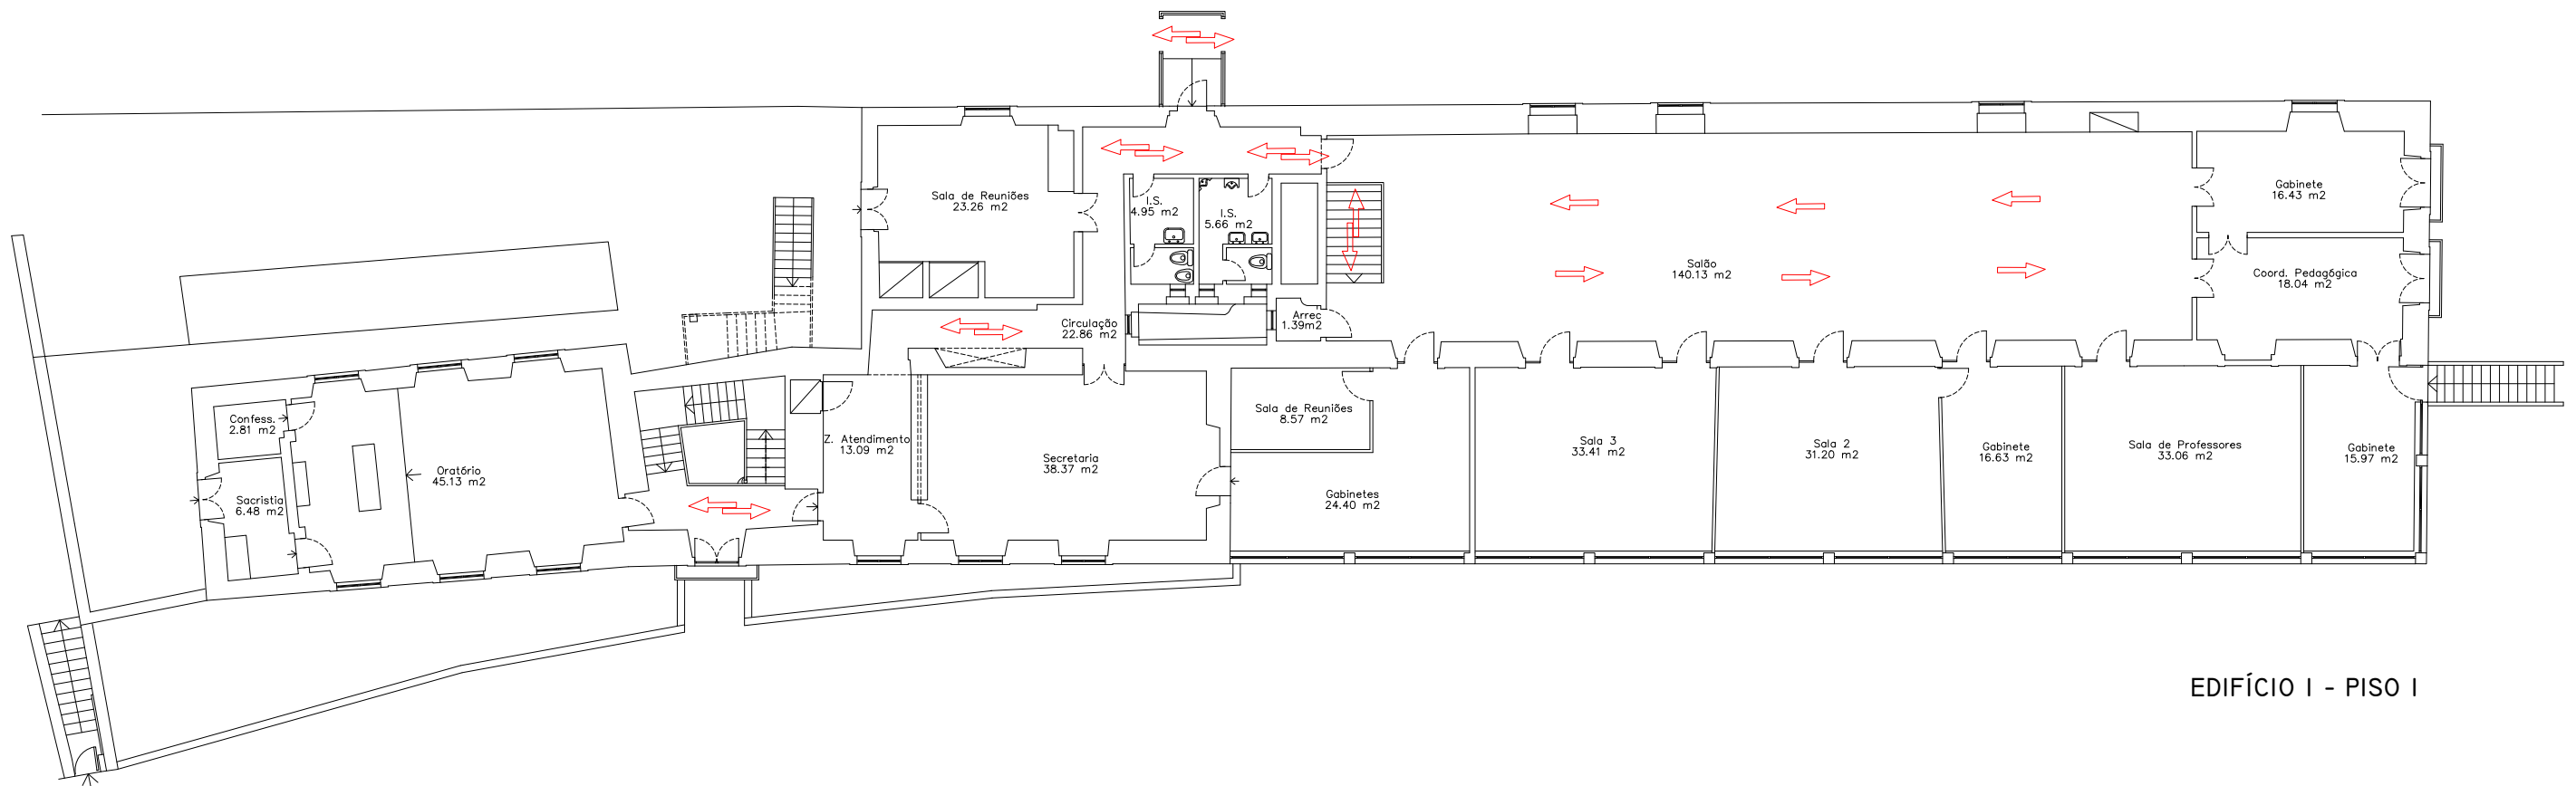 Sala de Reuniões
23.26 m2
I.S.
4.95 m2
I.S.
5.66 m2
Gabinete
16.43 m2
Salão
140.13 m2
Coord. Pedagógica
18.04 m2
Circulação
22.86 m2
Arrec
1.39m2
Confess.
2.81 m2
Oratório
45.13 m2
Sacristia
6.48 m2
Z. Atendimento
13.09 m2
Secretaria
38.37 m2
Sala de Reuniões
8.57 m2
Gabinetes
24.40 m2
Sala 3
33.41 m2
Sala 2
31.20 m2
Gabinete
16.63 m2
Sala de Professores
33.06 m2
Gabinete
15.97 m2
EDIFÍCIO I - PISO I